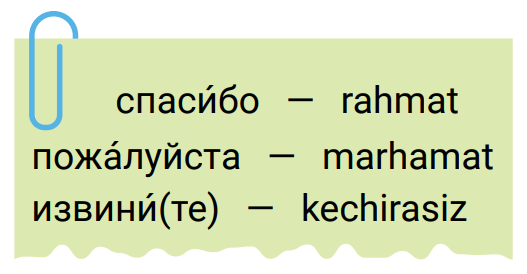 спаси́бо — rahmat
пожа́луйста — marhamat
извини́(те) — kechirasiz